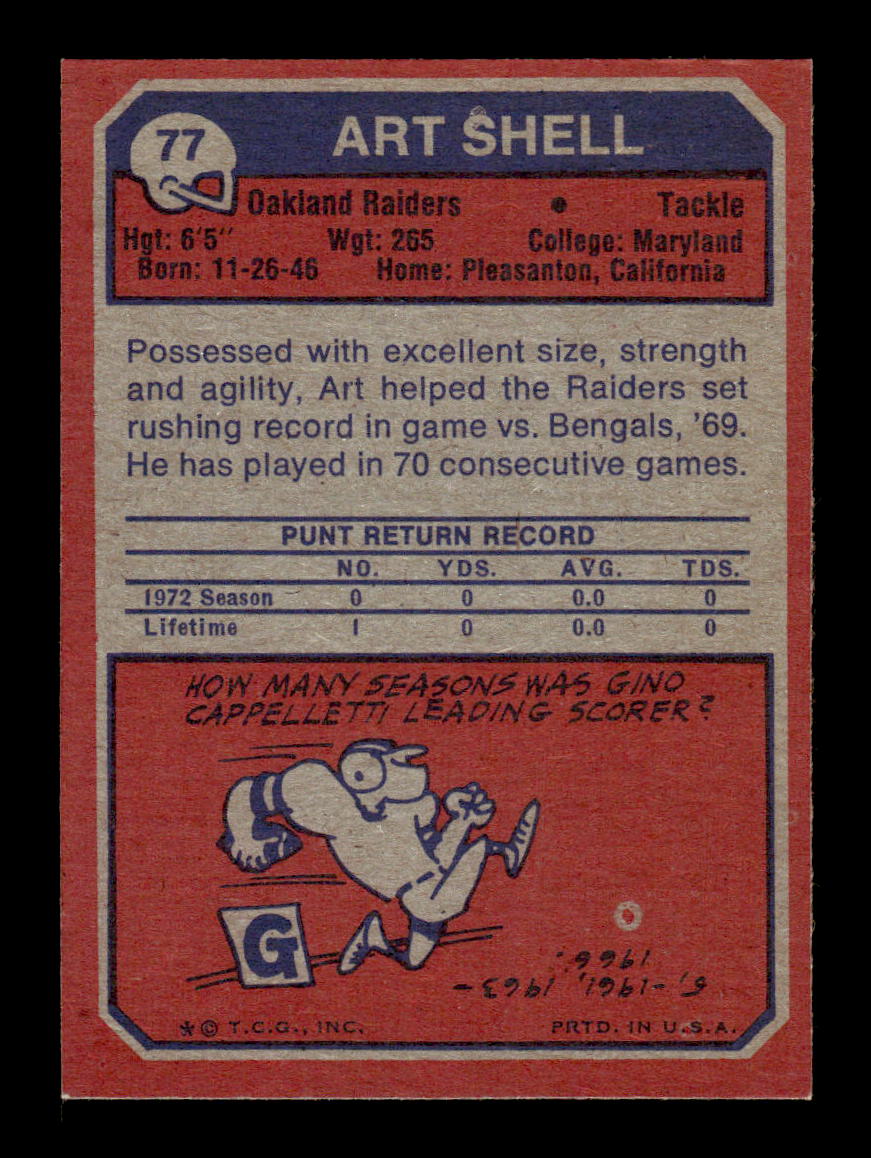 77
ART SHELL
Oakland Raiders • Tackle
Hgt: 6'5" Wgt: 265 College: Maryland
Born: 11-26-46 Home: Pleasanton, California
Possessed with excellent size, strength
and agility, Art helped the Raiders set
rushing record in game vs. Bengals, '69.
He has played in 70 consecutive games.
PUNT RETURN RECORD
NO. YDS. AVG. TDS.
1972 Season 0 0 0.0 0
Lifetime 1 0 0.0 0
HOW MANY SEASONS WAS GINO
CAPPELLETTI LEADING SCORER?
G
5, -1961, 1963-
1966.
* © T.C.G., INC. PRTD. IN U.S.A.